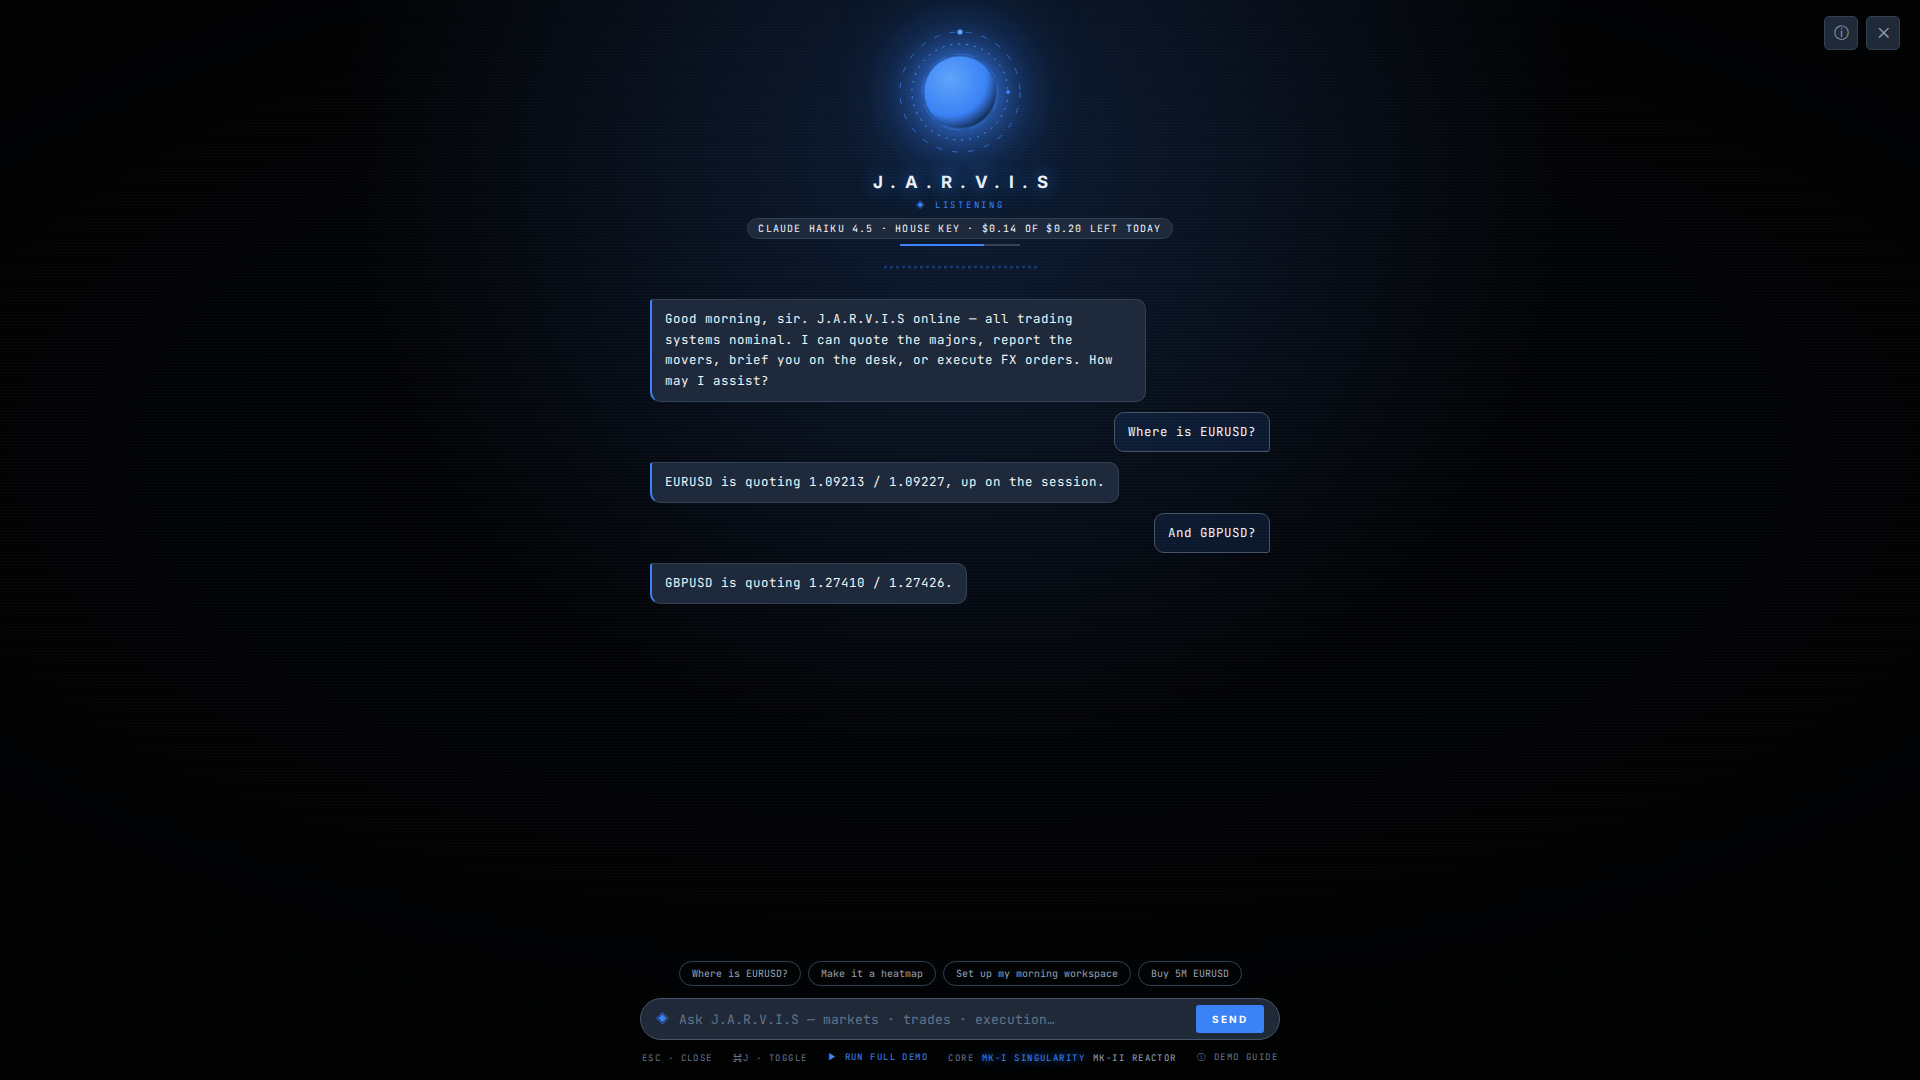 J.A.R.V.I.S
◈ LISTENING
CLAUDE HAIKU 4.5 · HOUSE KEY · $0.14 OF $0.20 LEFT TODAY
Good morning, sir. J.A.R.V.I.S online — all trading
systems nominal. I can quote the majors, report the
movers, brief you on the desk, or execute FX orders. How
may I assist?
Where is EURUSD?
EURUSD is quoting 1.09213 / 1.09227, up on the session.
And GBPUSD?
GBPUSD is quoting 1.27410 / 1.27426.
Where is EURUSD? Make it a heatmap Set up my morning workspace Buy 5M EURUSD
◈ Ask J.A.R.V.I.S — markets · trades · execution… SEND
ESC · CLOSE ⌘J · TOGGLE ▶ RUN FULL DEMO CORE MK-I SINGULARITY MK-II REACTOR ⓘ DEMO GUIDE